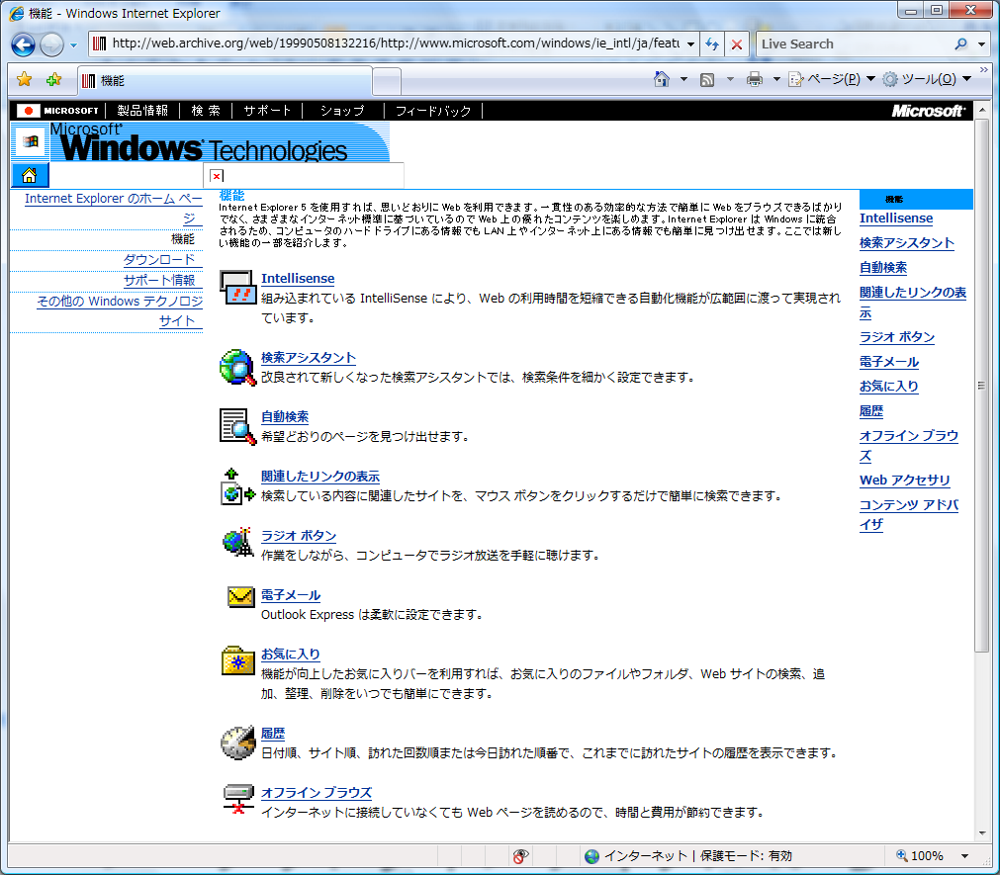 機能 - Windows Internet Explorer
http://web.archive.org/web/19990508132216/http://www.microsoft.com/windows/ie_intl/ja/featu
Live Search
機能
ページ(P)
ツール(O)
MICROSOFT
製品情報
検 索
サポート
ショップ
フィードバック
Microsoft
Microsoft
Windows Technologies
Internet Explorer のホーム ペー
ジ
機能
ダウンロード
サポート情報
その他の Windows テクノロジ
サイト
機能
Internet Explorer 5 を使用すれば、思いどおりに Web を利用できます。一貫性のある効率的な方法で簡単に Web をブラウズできるばかり
でなく、さまざまなインターネット標準に基づいているので Web 上の優れたコンテンツを楽しめます。Internet Explorer は Windows に統合
されるため、コンピュータのハード ドライブにある情報でも LAN 上やインターネット上にある情報でも簡単に見つけ出せます。ここでは新し
い機能の一部を紹介します。
Intellisense
組み込まれている IntelliSense により、Web の利用時間を短縮できる自動化機能が広範囲に渡って実現され
ています。
検索アシスタント
改良されて新しくなった検索アシスタントでは、検索条件を細かく設定できます。
自動検索
希望どおりのページを見つけ出せます。
関連したリンクの表示
検索している内容に関連したサイトを、マウス ボタンをクリックするだけで簡単に検索できます。
ラジオ ボタン
作業をしながら、コンピュータでラジオ放送を手軽に聴けます。
電子メール
Outlook Express は柔軟に設定できます。
お気に入り
機能が向上したお気に入りバーを利用すれば、お気に入りのファイルやフォルダ、Web サイトの検索、追
加、整理、削除をいつでも簡単にできます。
履歴
日付順、サイト順、訪れた回数順または今日訪れた順番で、これまでに訪れたサイトの履歴を表示できます。
オフライン ブラウズ
インターネットに接続していなくても Web ページを読めるので、時間と費用が節約できます。
機能
Intellisense
検索アシスタント
自動検索
関連したリンクの表
示
ラジオ ボタン
電子メール
お気に入り
履歴
オフライン ブラウ
ズ
Web アクセサリ
コンテンツ アドバ
イザ
インターネット | 保護モード: 有効
100%